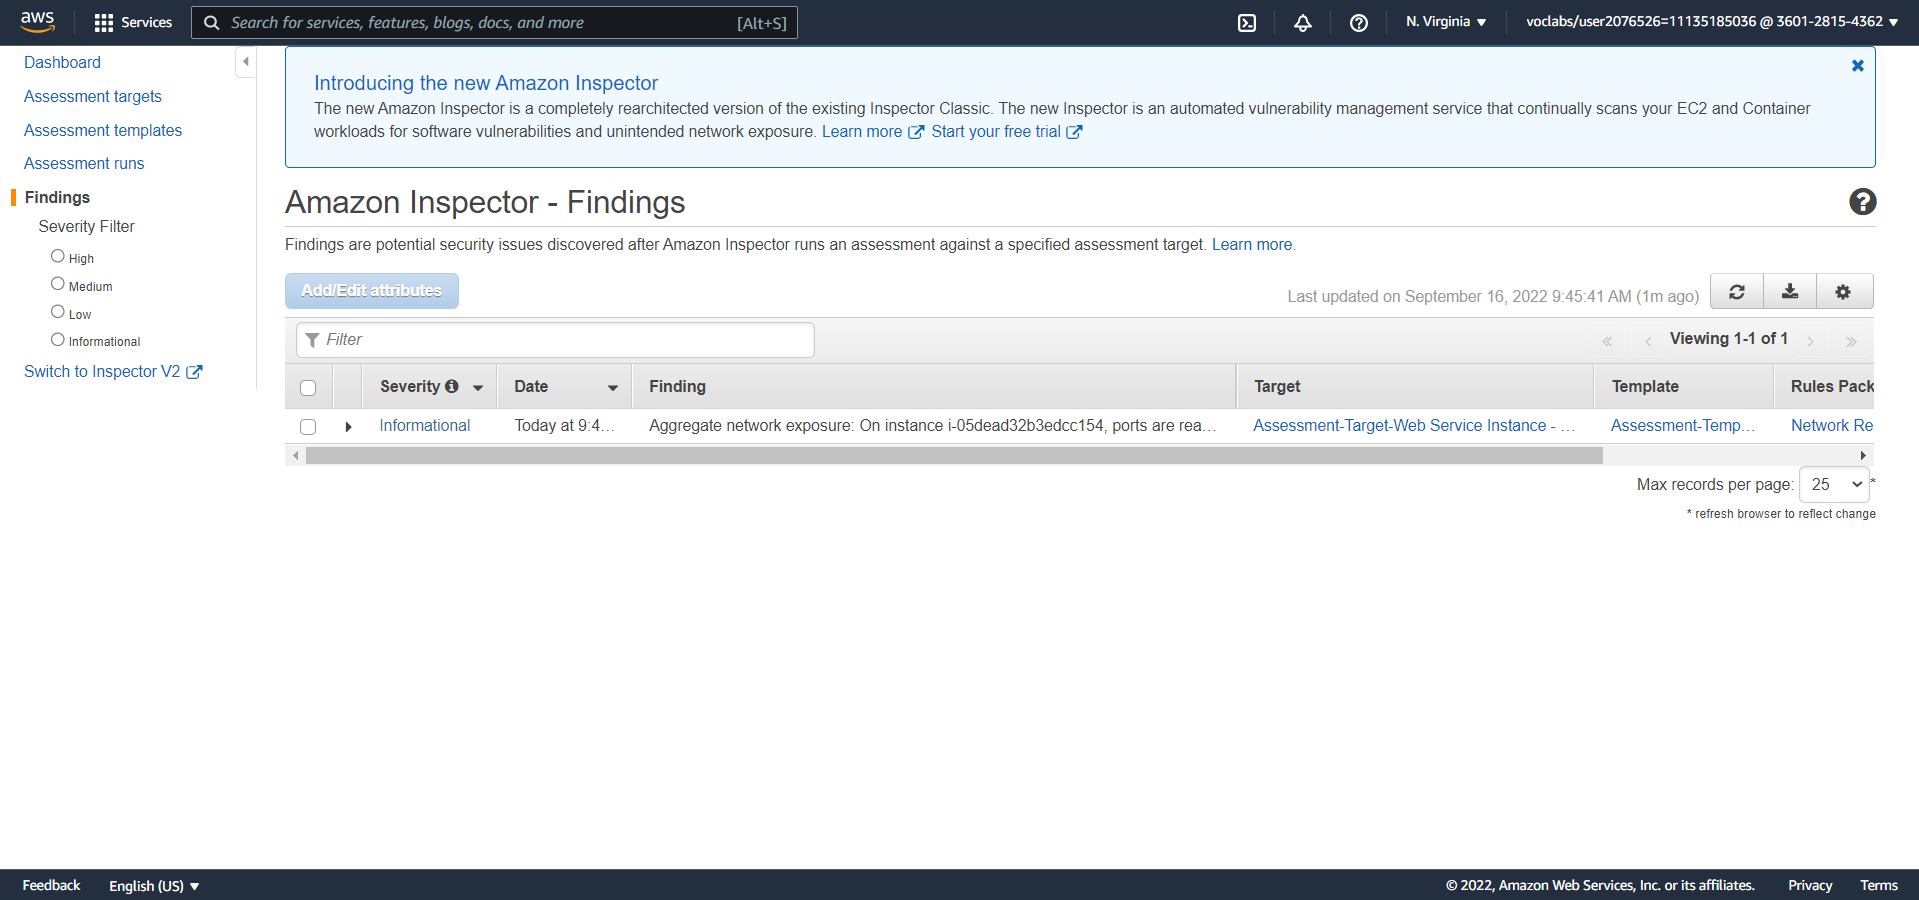 aws
Services
Search for services, features, blogs, docs, and more [Alt+S]
N. Virginia
voclabs/user2076526=11135185036 @ 3601-2815-4362
Dashboard
Assessment targets
Assessment templates
Assessment runs
Findings
Severity Filter
High
Medium
Low
Informational
Switch to Inspector V2
Introducing the new Amazon Inspector
The new Amazon Inspector is a completely rearchitected version of the existing Inspector Classic. The new Inspector is an automated vulnerability management service that continually scans your EC2 and Container
workloads for software vulnerabilities and unintended network exposure. Learn more Start your free trial
Amazon Inspector - Findings
Findings are potential security issues discovered after Amazon Inspector runs an assessment against a specified assessment target. Learn more.
Add/Edit attributes
Last updated on September 16, 2022 9:45:41 AM (1m ago)
Filter
« ‹ Viewing 1-1 of 1 › »
Severity Date Finding Target Template Rules Pack
Informational Today at 9:4... Aggregate network exposure: On instance i-05dead32b3edcc154, ports are rea... Assessment-Target-Web Service Instance - ... Assessment-Temp... Network Re
Max records per page: 25 *
* refresh browser to reflect change
Feedback
English (US)
© 2022, Amazon Web Services, Inc. or its affiliates.
Privacy
Terms